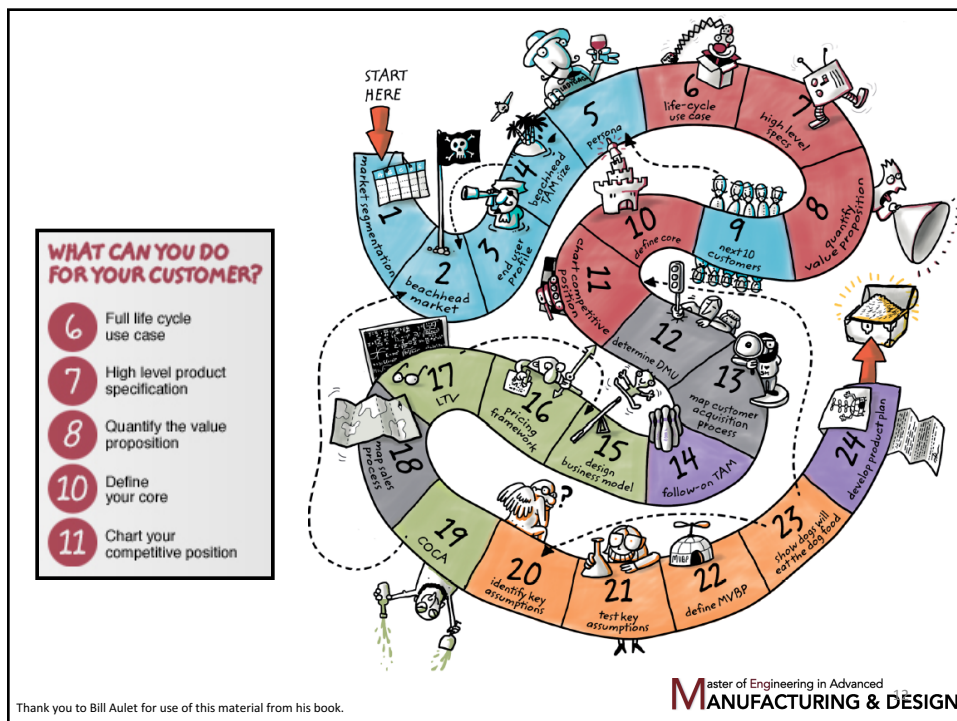 START
HERE
1
market segmentation
2
beachhead
market
3
end user
profile
4
beachhead
TAM size
5
persona
6
life-cycle
use case
7
high level
specs
8
quantify
value proposition
9
next 10
customers
10
define core
11
chart competitive
position
12
determine DMU
13
map customer
acquisition
process
14
follow-on TAM
15
design
business model
16
pricing
framework
17
LTV
18
map sales
process
19
COCA
20
identify key
assumptions
?
21
test key
assumptions
22
define MVBP
MVBP
23
show dogs will
eat the dog food
24
develop product plan
WHAT CAN YOU DO
FOR YOUR CUSTOMER?
6
Full life cycle
use case
7
High level product
specification
8
Quantify the value
proposition
10
Define
your core
11
Chart your
competitive position
Thank you to Bill Aulet for use of this material from his book.
Master of Engineering in Advanced
MANUFACTURING & DESIGN